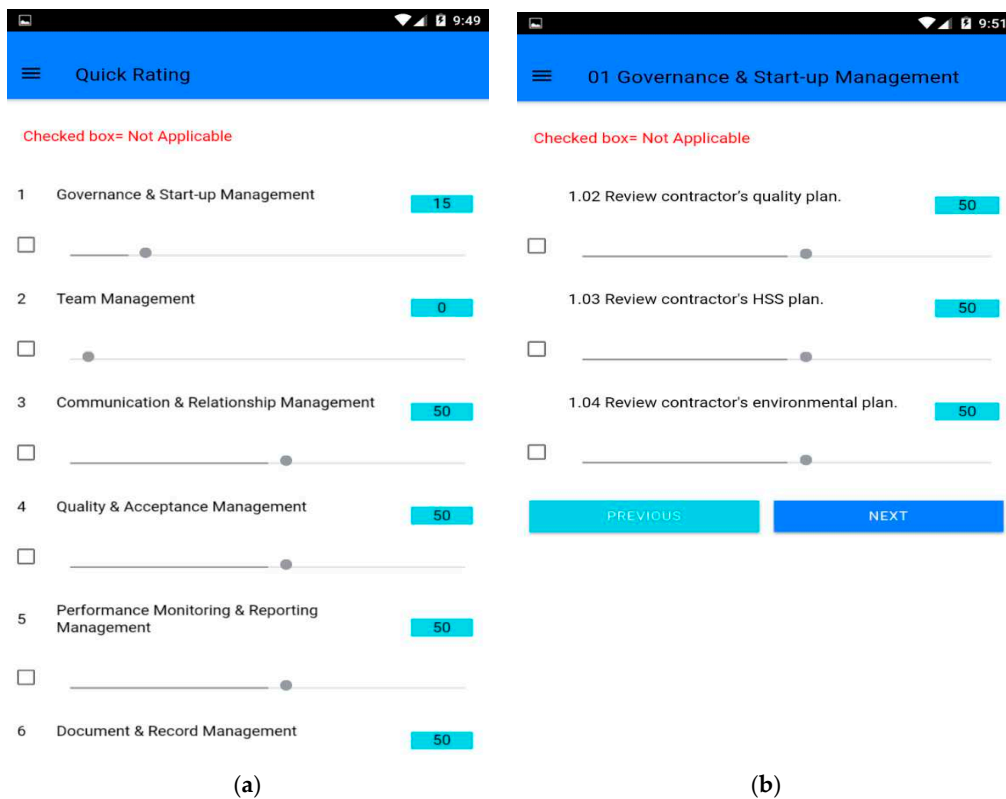 9:49
Quick Rating
Checked box= Not Applicable
1 Governance & Start-up Management 15
2 Team Management 0
3 Communication & Relationship Management 50
4 Quality & Acceptance Management 50
5 Performance Monitoring & Reporting
Management 50
6 Document & Record Management 50
(a)
9:51
01 Governance & Start-up Management
Checked box= Not Applicable
1.02 Review contractor's quality plan. 50
1.03 Review contractor's HSS plan. 50
1.04 Review contractor's environmental plan. 50
PREVIOUS NEXT
(b)